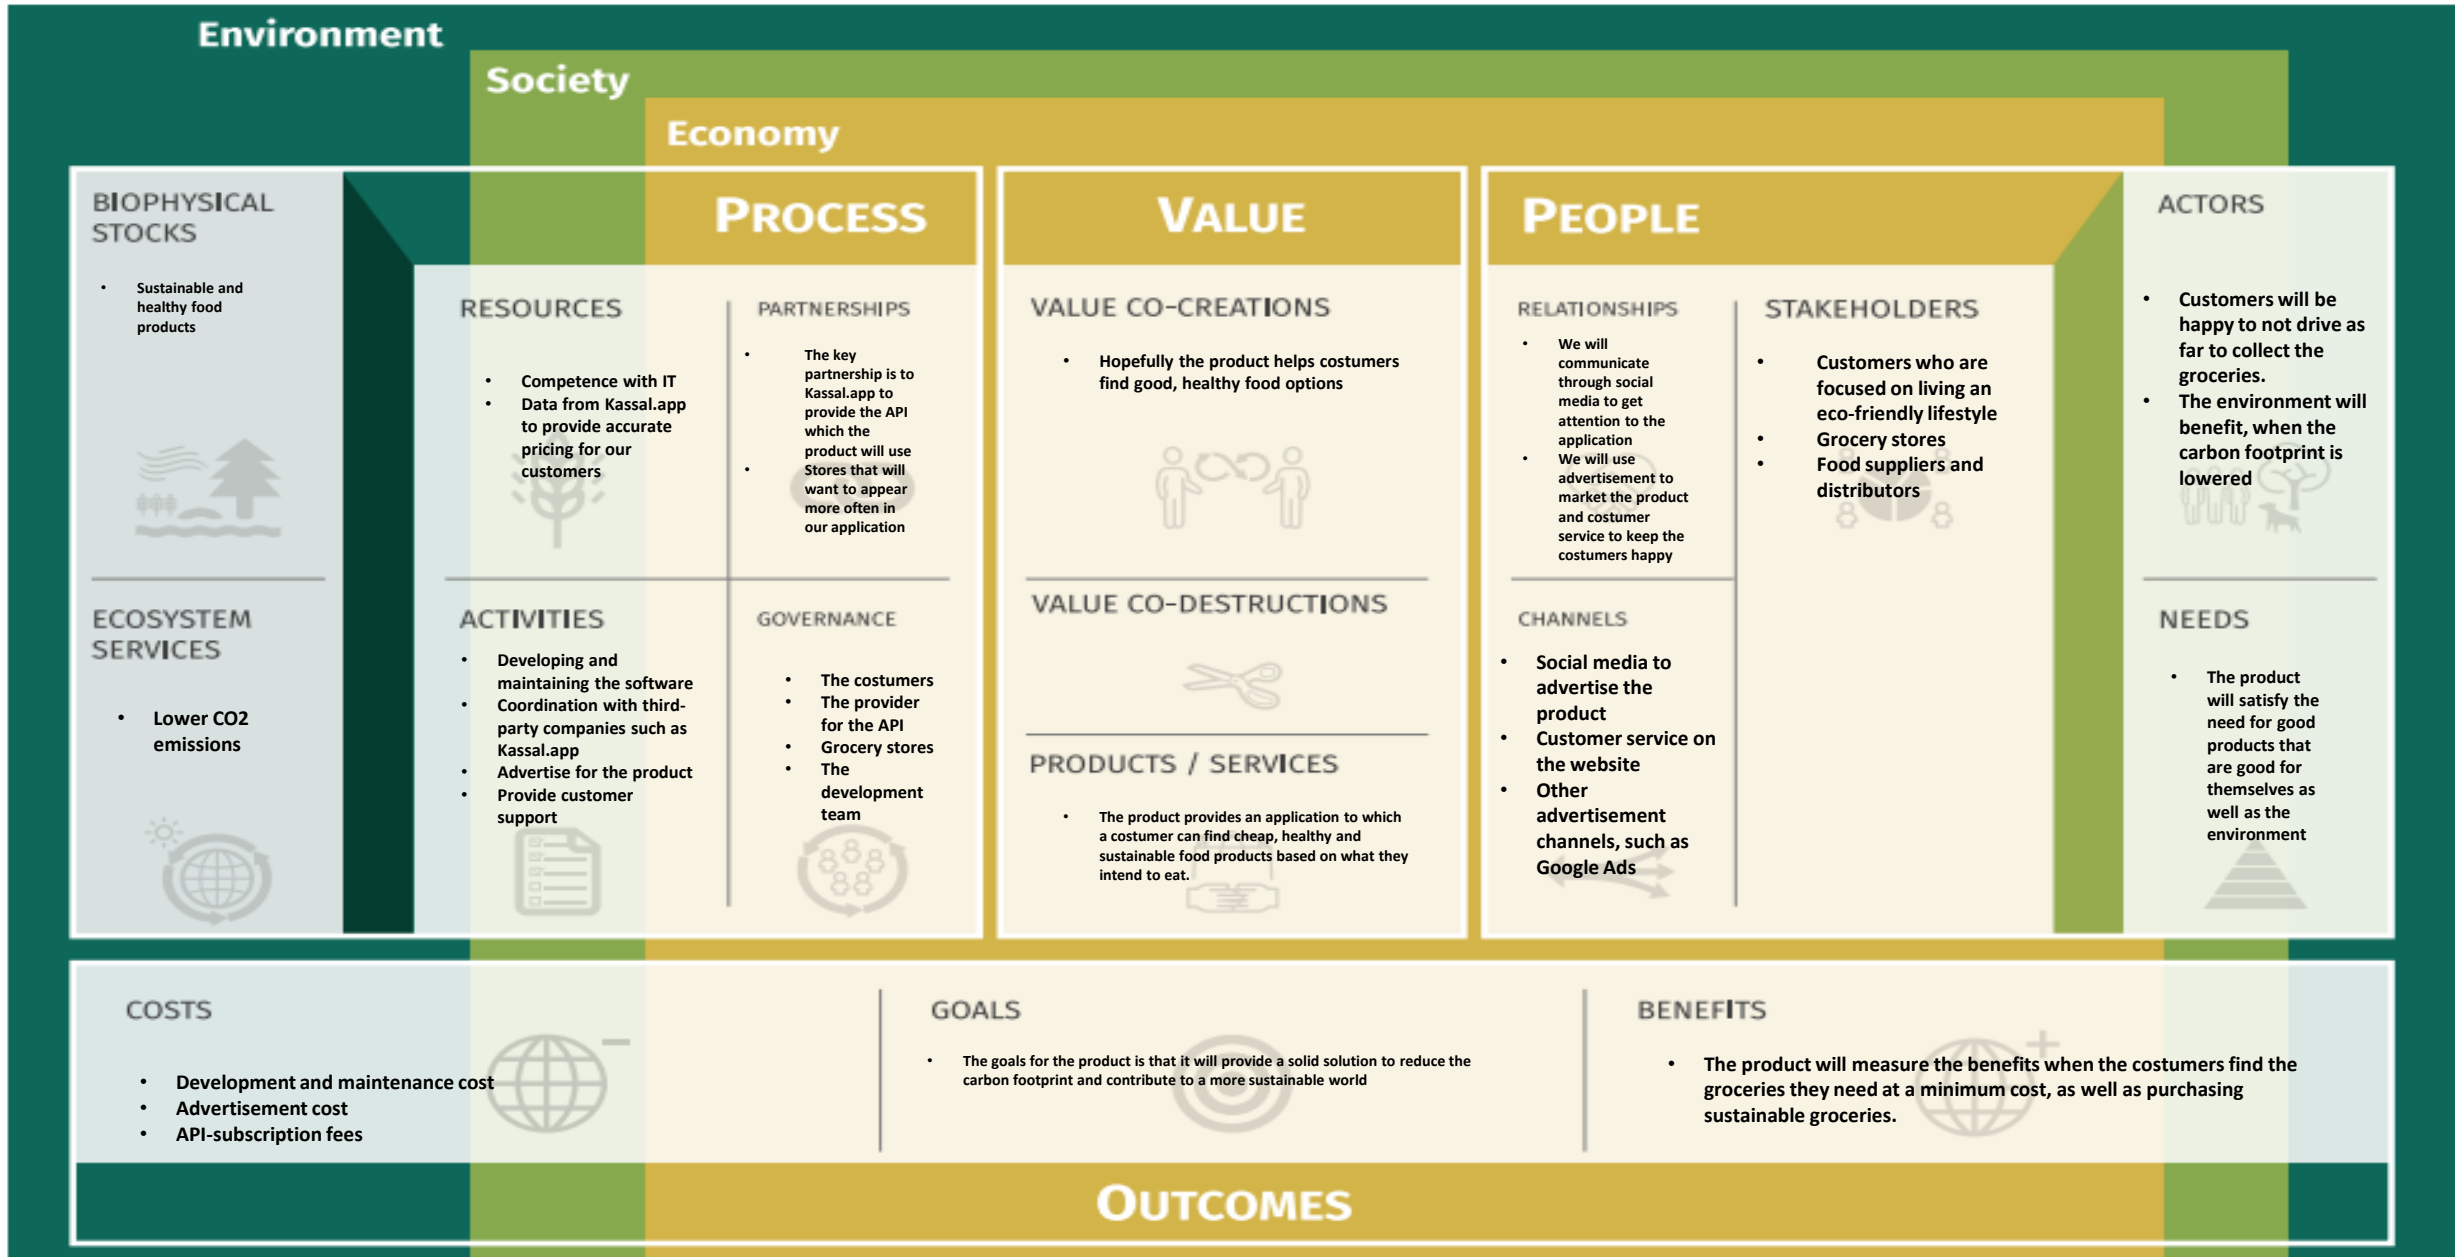 Environment
Society
Economy
BIOPHYSICAL
STOCKS
• Sustainable and
healthy food
products
ECOSYSTEM
SERVICES
• Lower CO2
emissions
PROCESS
RESOURCES
• Competence with IT
• Data from Kassal.app
to provide accurate
pricing for our
customers
PARTNERSHIPS
• The key
partnership is to
Kassal.app to
provide the API
which the
product will use
• Stores that will
want to appear
more often in
our application
ACTIVITIES
• Developing and
maintaining the software
• Coordination with third-
party companies such as
Kassal.app
• Advertise for the product
• Provide customer
support
GOVERNANCE
• The costumers
• The provider
for the API
• Grocery stores
• The
development
team
VALUE
VALUE CO-CREATIONS
• Hopefully the product helps costumers
find good, healthy food options
VALUE CO-DESTRUCTIONS
PRODUCTS / SERVICES
• The product provides an application to which
a costumer can find cheap, healthy and
sustainable food products based on what they
intend to eat.
PEOPLE
RELATIONSHIPS
• We will
communicate
through social
media to get
attention to the
application
• We will use
advertisement to
market the product
and costumer
service to keep the
costumers happy
STAKEHOLDERS
• Customers who are
focused on living an
eco-friendly lifestyle
• Grocery stores
• Food suppliers and
distributors
CHANNELS
• Social media to
advertise the
product
• Customer service on
the website
• Other
advertisement
channels, such as
Google Ads
ACTORS
• Customers will be
happy to not drive as
far to collect the
groceries.
• The environment will
benefit, when the
carbon footprint is
lowered
NEEDS
• The product
will satisfy the
need for good
products that
are good for
themselves as
well as the
environment
COSTS
• Development and maintenance cost
• Advertisement cost
• API-subscription fees
GOALS
• The goals for the product is that it will provide a solid solution to reduce the
carbon footprint and contribute to a more sustainable world
BENEFITS
• The product will measure the benefits when the costumers find the
groceries they need at a minimum cost, as well as purchasing
sustainable groceries.
OUTCOMES